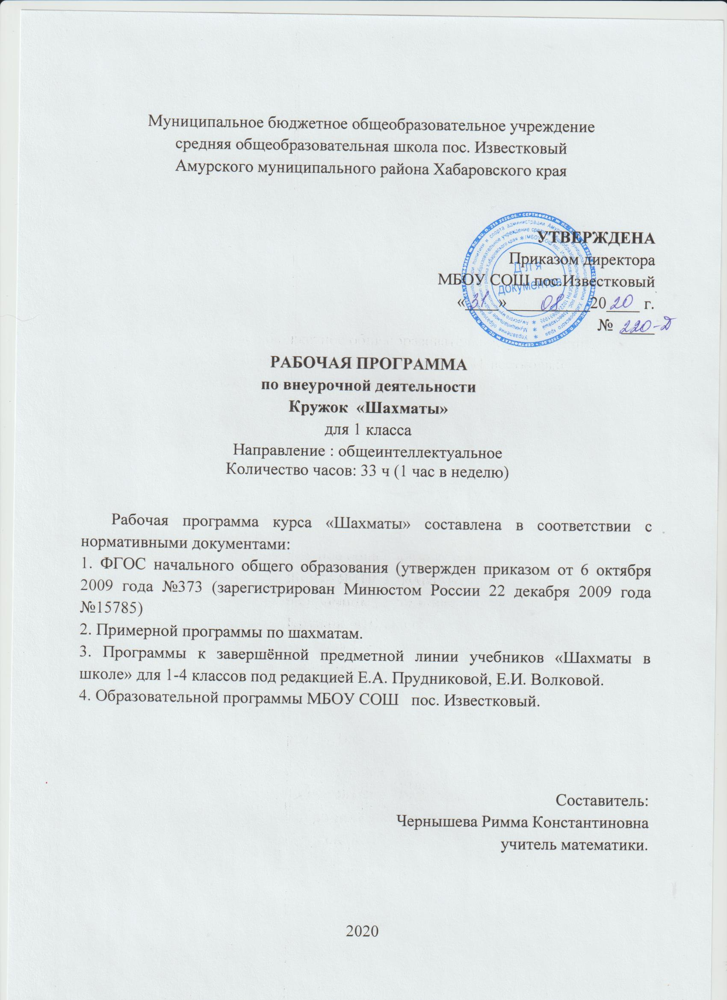 Муниципальное бюджетное общеобразовательное учреждение
средняя общеобразовательная школа пос. Известковый
Амурского муниципального района Хабаровского края
УТВЕРЖДЕНА
Приказом директора
МБОУ СОШ пос.Известковый
«_31_»__________08____20_20_ г.
№ 220-Д
Для
документов
РАБОЧАЯ ПРОГРАММА
по внеурочной деятельности
Кружок «Шахматы»
для 1 класса
Направление : общеинтеллектуальное
Количество часов: 33 ч (1 час в неделю)
Рабочая программа курса «Шахматы» составлена в соответствии с
нормативными документами:
1. ФГОС начального общего образования (утвержден приказом от 6 октября
2009 года №373 (зарегистрирован Минюстом России 22 декабря 2009 года
№15785)
2. Примерной программы по шахматам.
3. Программы к завершённой предметной линии учебников «Шахматы в
школе» для 1-4 классов под редакцией Е.А. Прудниковой, Е.И. Волковой.
4. Образовательной программы МБОУ СОШ пос. Известковый.
Составитель:
Чернышева Римма Константиновна
учитель математики.
2020